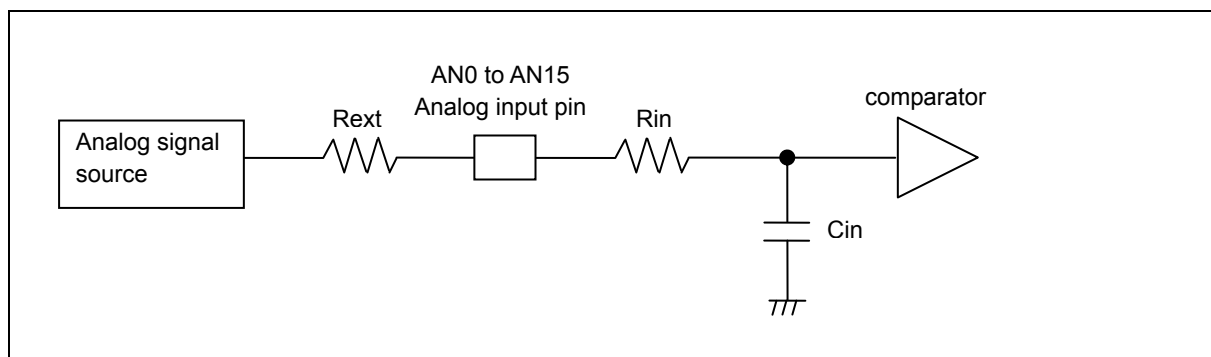 AN0 to AN15
Analog input pin
comparator
Rext
Rin
Analog signal
source
Cin